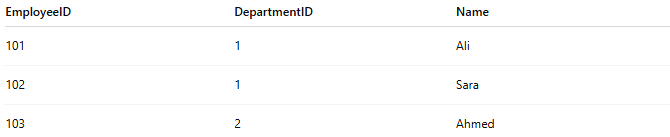 EmployeeID DepartmentID Name
101 1 Ali
102 1 Sara
103 2 Ahmed